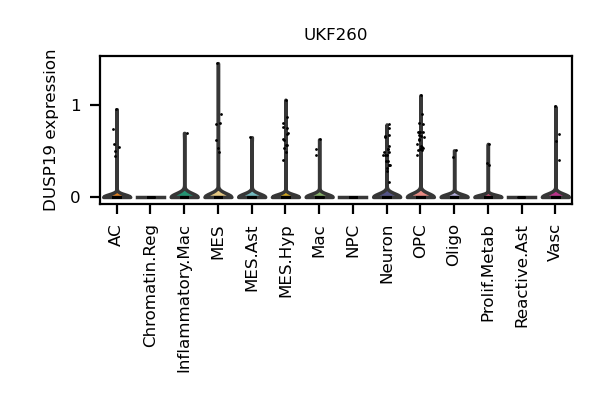 UKF260
DUSP19 expression
1
0
AC
Chromatin.Reg
Inflammatory.Mac
MES
MES.Ast
MES.Hyp
Mac
NPC
Neuron
OPC
Oligo
Prolif.Metab
Reactive.Ast
Vasc